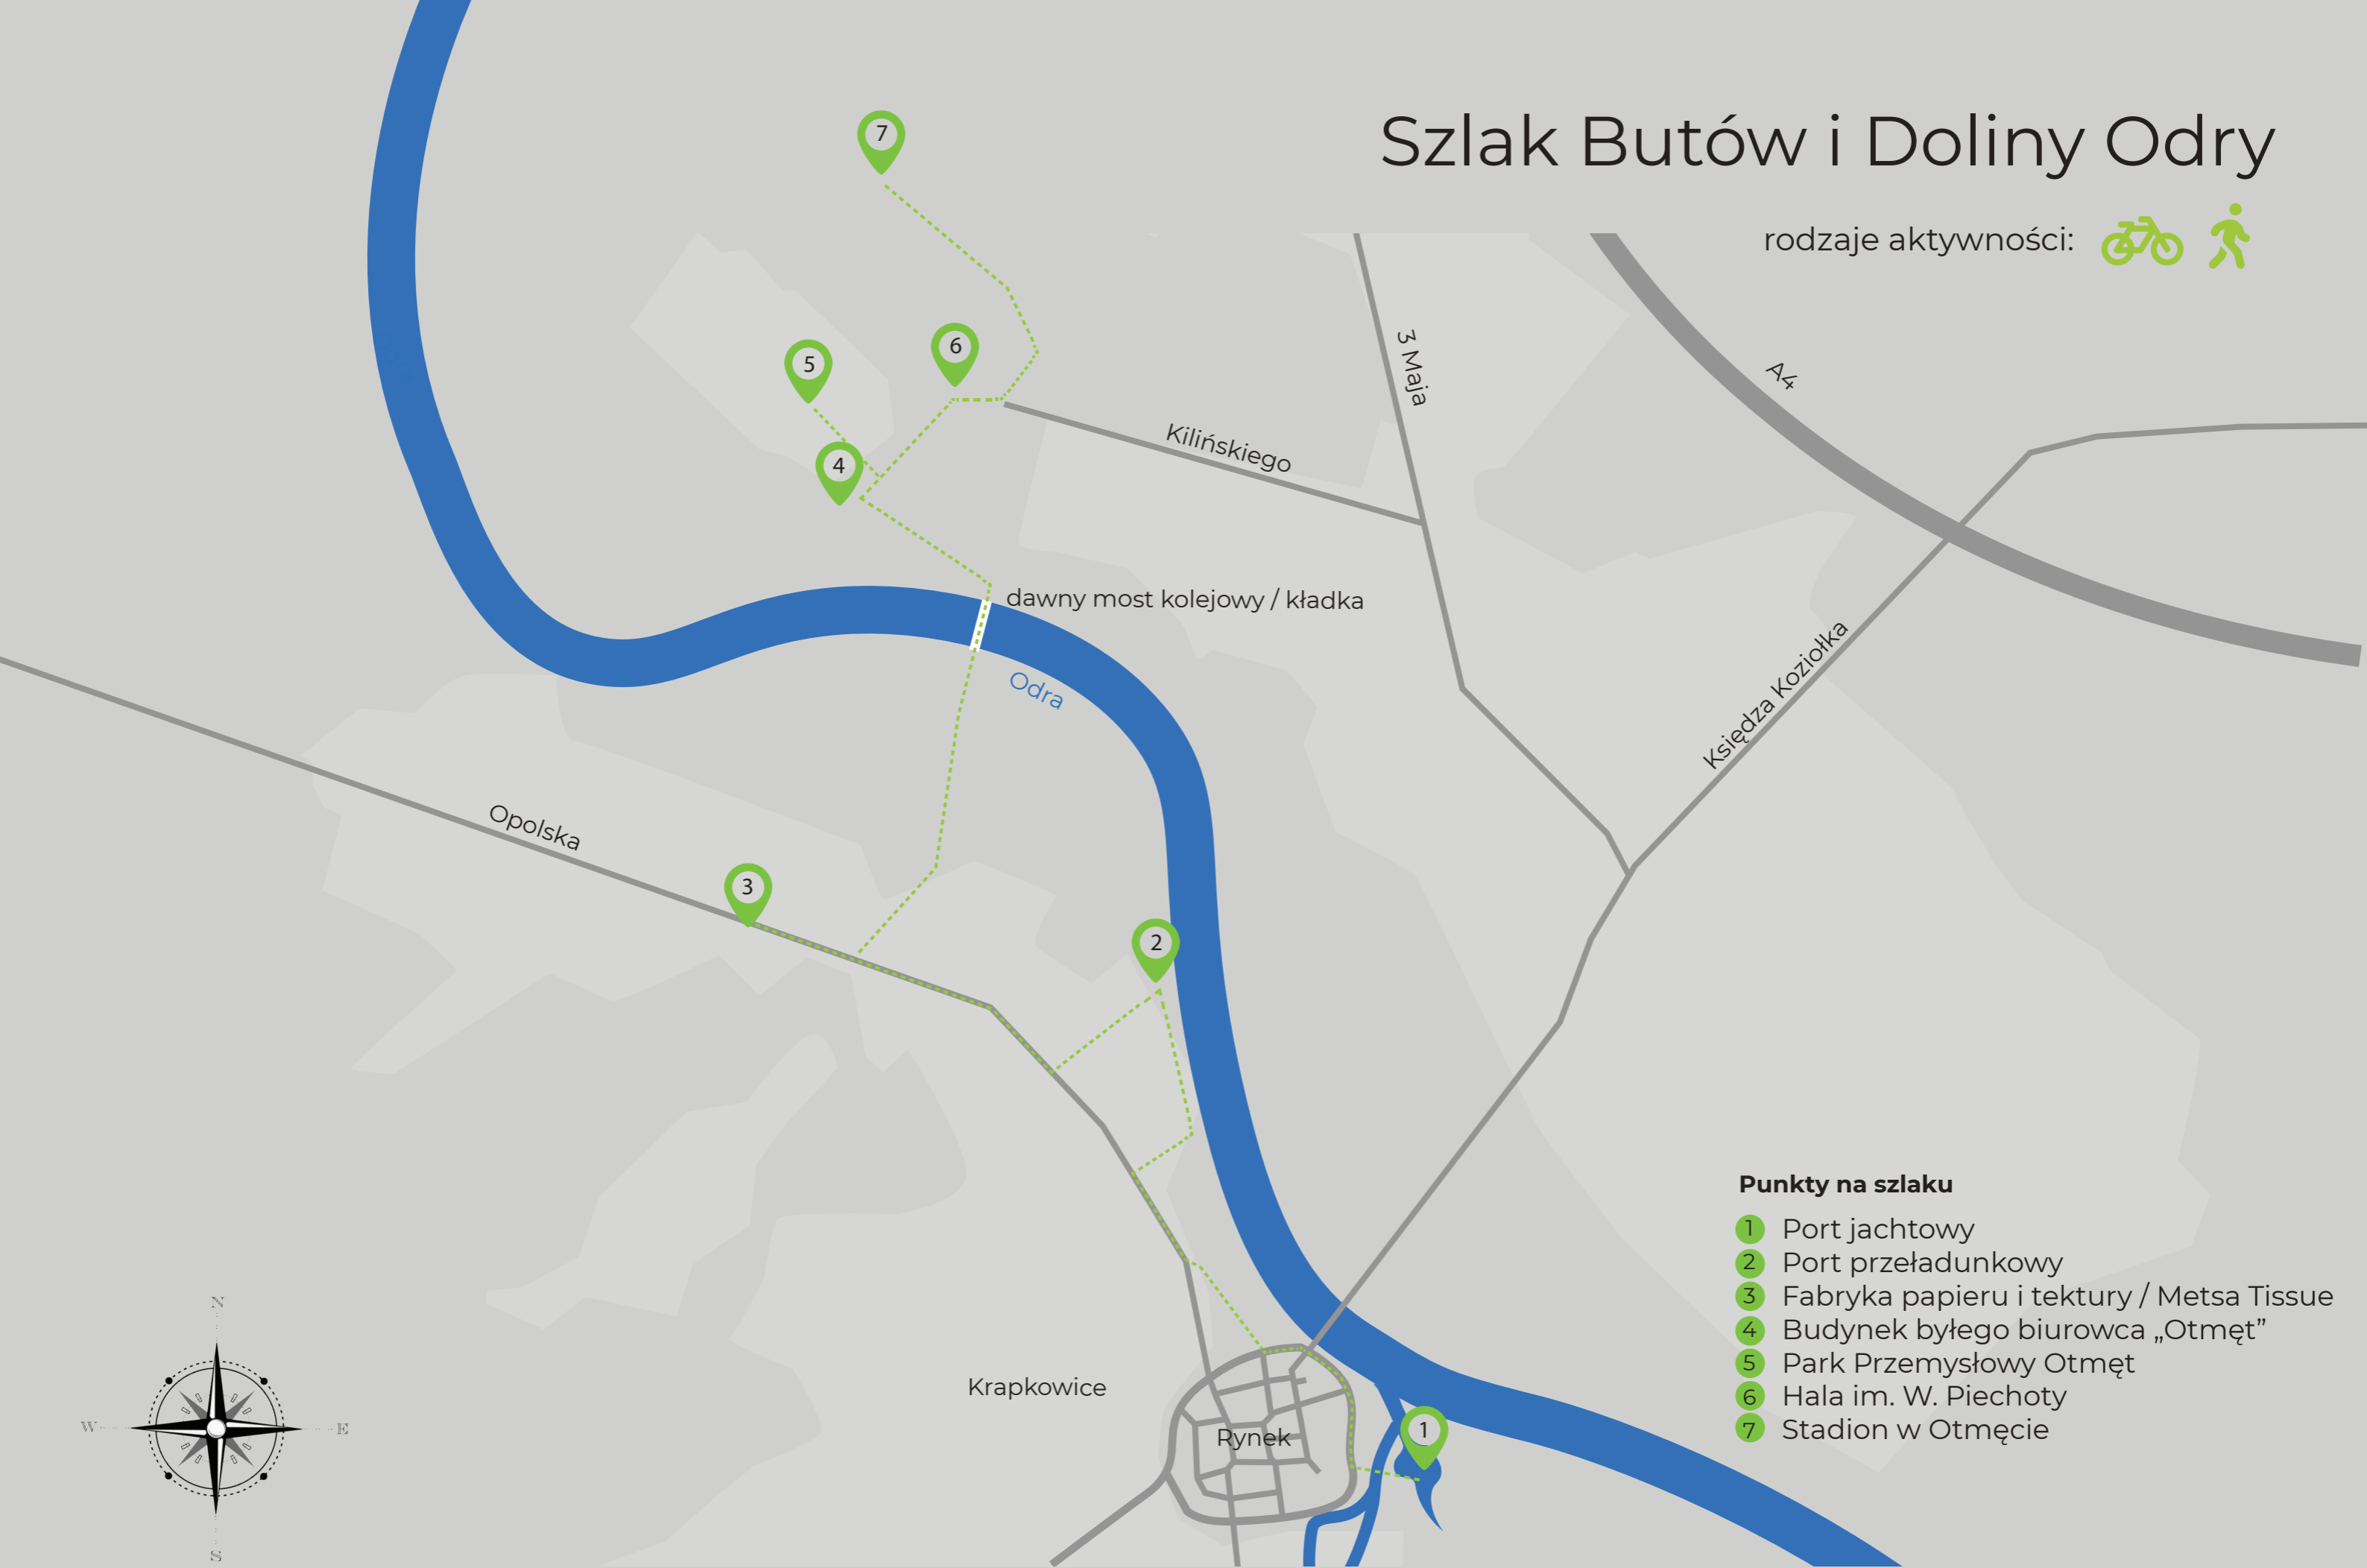 Szlak Butów i Doliny Odry
rodzaje aktywności:
7
6
5
4
3 Maja
A4
Kilińskiego
dawny most kolejowy / kładka
Odra
Księdza Koziołka
Opolska
3
2
Krapkowice
Rynek
1
N
W
E
S
Punkty na szlaku
1 Port jachtowy
2 Port przeładunkowy
3 Fabryka papieru i tektury / Metsa Tissue
4 Budynek byłego biurowca „Otmęt”
5 Park Przemysłowy Otmęt
6 Hala im. W. Piechoty
7 Stadion w Otmęcie